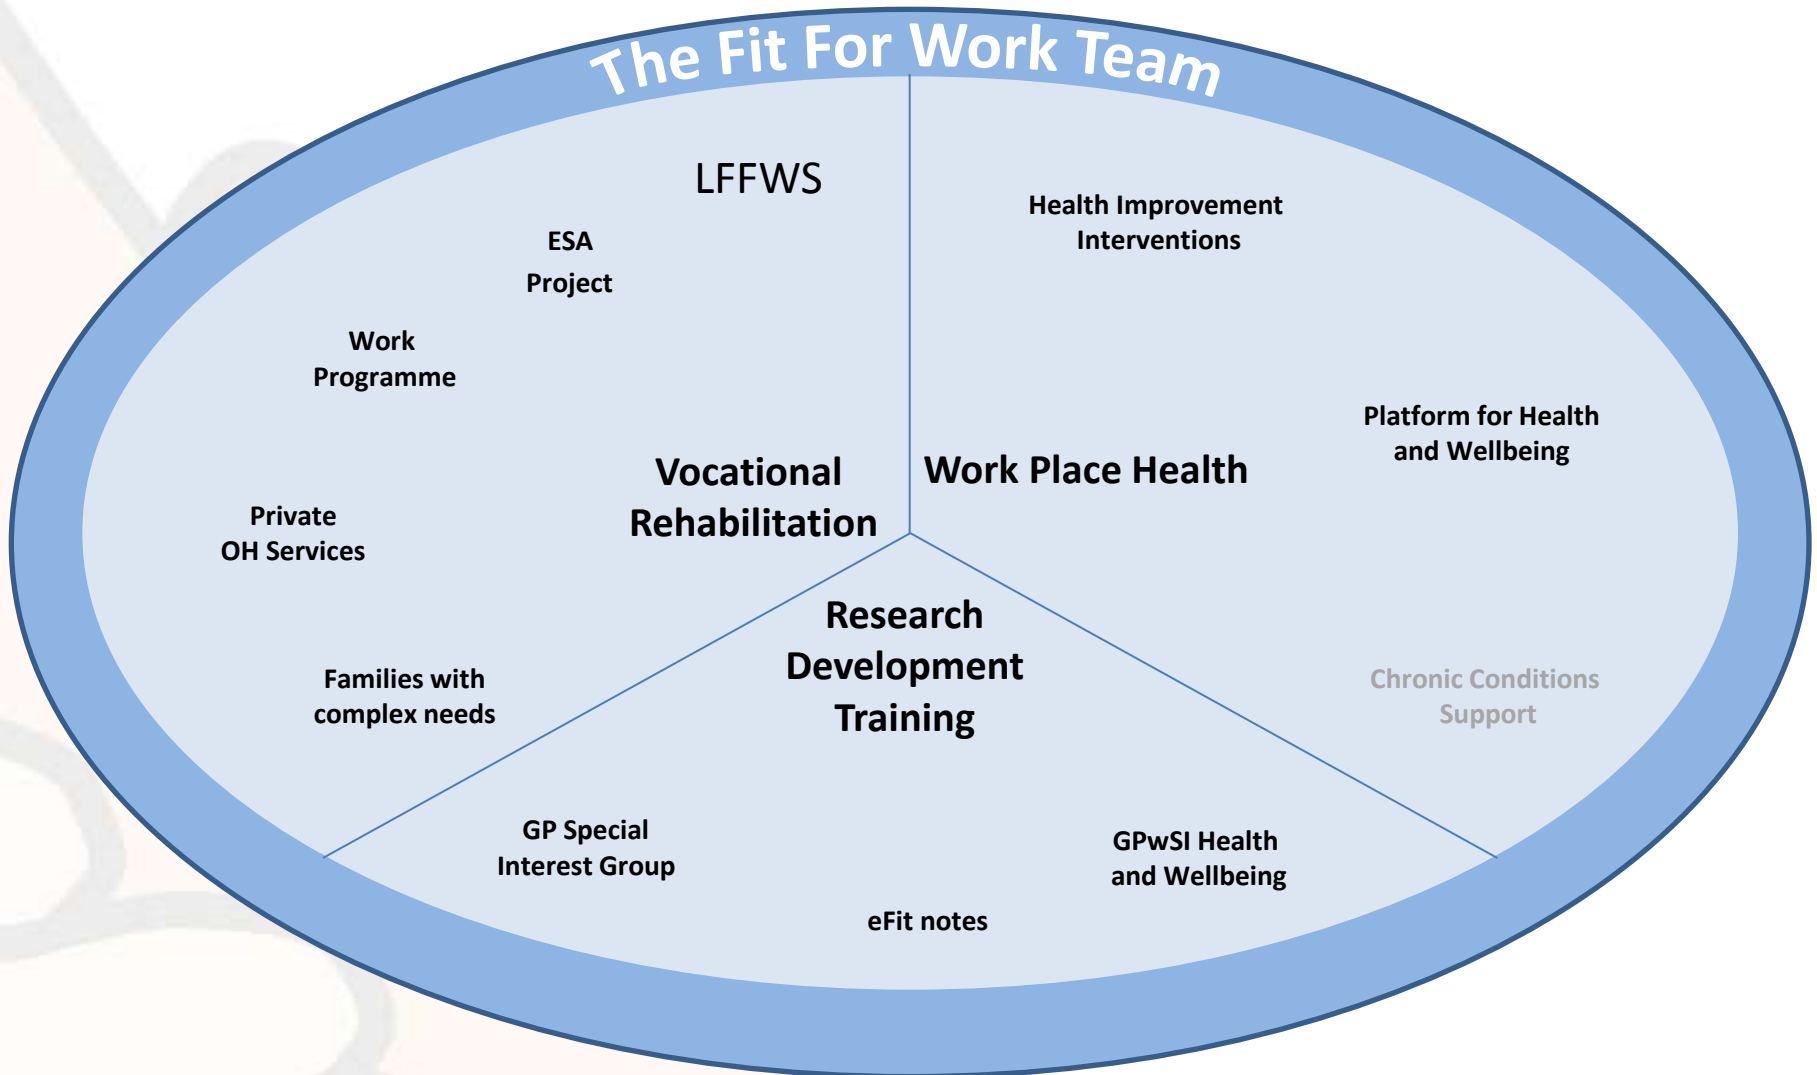 The Fit For Work Team
LFFWS
ESA
Project
Work
Programme
Private
OH Services
Families with
complex needs
Vocational
Rehabilitation
Work Place Health
Health Improvement
Interventions
Platform for Health
and Wellbeing
Chronic Conditions
Support
Research
Development
Training
GP Special
Interest Group
eFit notes
GPwSI Health
and Wellbeing